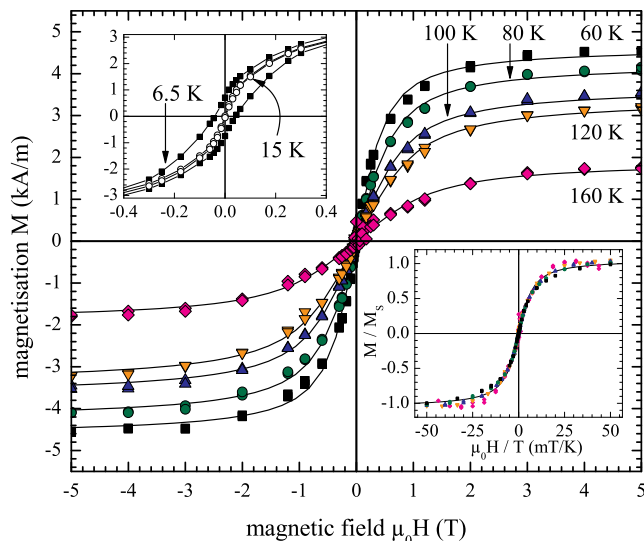 magnetisation M (kA/m)
5
4
3
2
1
0
-1
-2
-3
-4
-5
-5 -4 -3 -2 -1 0 1 2 3 4 5
magnetic field μ₀H (T)
60 K
80 K
100 K
120 K
160 K
3
2
1
0
-1
-2
-3
-0.4 -0.2 0.0 0.2 0.4
6.5 K
15 K
M / Mₛ
1.0
0.5
0.0
-0.5
-1.0
-50 -25 0 25 50
μ₀H / T (mT/K)